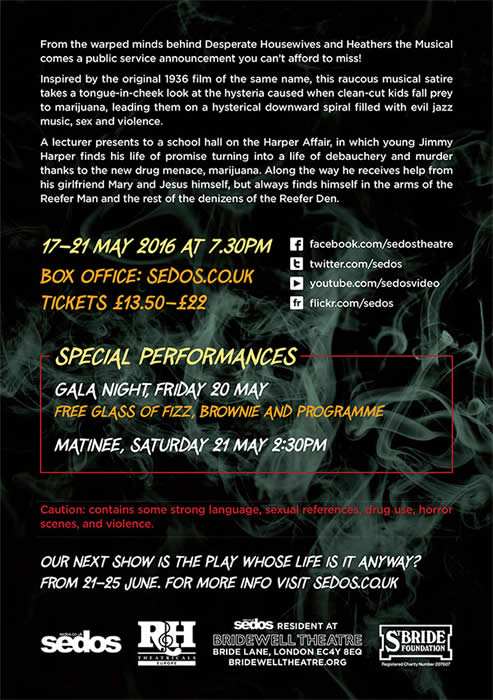 From the warped minds behind Desperate Housewives and Heathers the Musical
comes a public service announcement you can't afford to miss!
Inspired by the original 1936 film of the same name, this raucous musical satire
takes a tongue-in-cheek look at the hysteria caused when clean-cut kids fall prey
to marijuana, leading them on a hysterical downward spiral filled with evil jazz
music, sex and violence.
A lecturer presents to a school hall on the Harper Affair, in which young Jimmy
Harper finds his life of promise turning into a life of debauchery and murder
thanks to the new drug menace, marijuana. Along the way he receives help from
his girlfriend Mary and Jesus himself, but always finds himself in the arms of the
Reefer Man and the rest of the denizens of the Reefer Den.
17–21 MAY 2016 AT 7.30PM
BOX OFFICE: SEDOS.CO.UK
TICKETS £13.50–£22
f facebook.com/sedostheatre
t twitter.com/sedos
youtube.com/sedosvideo
fr flickr.com/sedos
SPECIAL PERFORMANCES
GALA NIGHT, FRIDAY 20 MAY
FREE GLASS OF FIZZ, BROWNIE AND PROGRAMME
MATINEE, SATURDAY 21 MAY 2:30PM
Caution: contains some strong language, sexual references, drug use, horror
scenes, and violence.
OUR NEXT SHOW IS THE PLAY WHOSE LIFE IS IT ANYWAY?
FROM 21–25 JUNE. FOR MORE INFO VISIT SEDOS.CO.UK
sedos.co.uk
sedos
R&H
THEATRICALS
EUROPE
sedos RESIDENT AT
BRIDEWELL THEATRE
BRIDE LANE, LONDON EC4Y 8EQ
BRIDEWELLTHEATRE.ORG
ST BRIDE
FOUNDATION
Registered Charity Number 207607